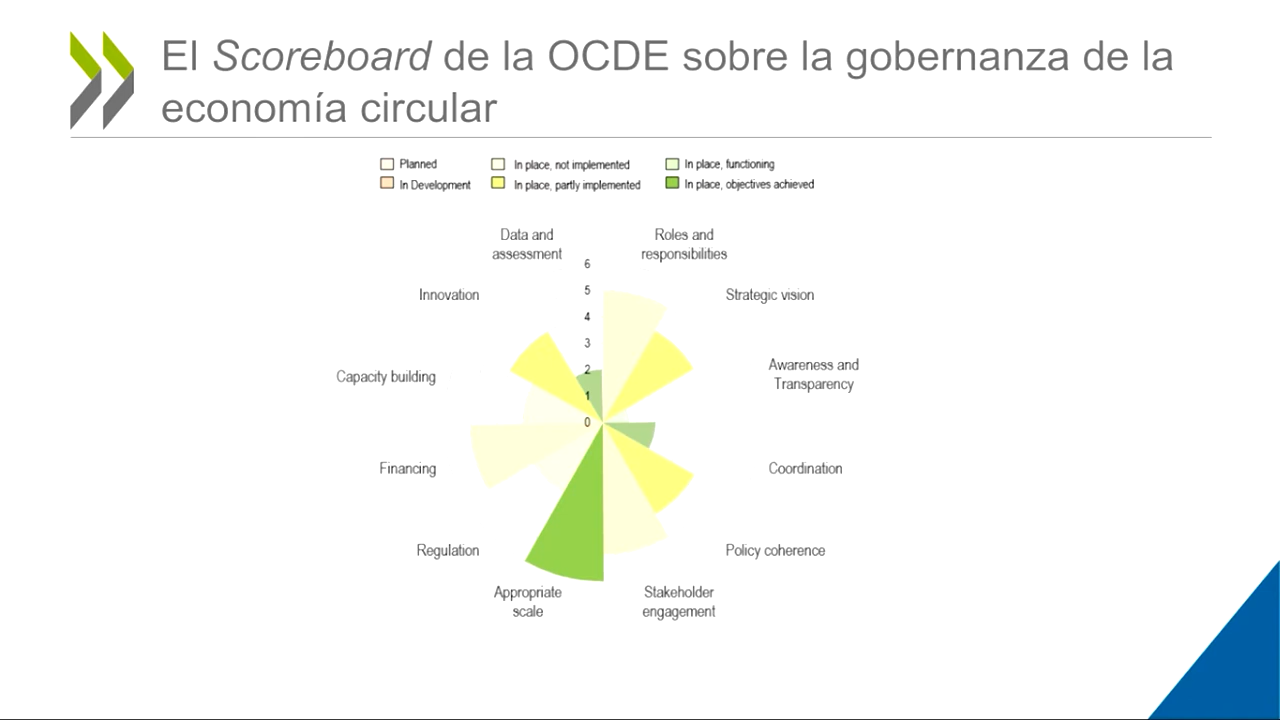 El Scoreboard de la OCDE sobre la gobernanza de la
economía circular
Planned
In place, not implemented
In place, functioning
In Development
In place, partly implemented
In place, objectives achieved
Data and
assessment
Roles and
responsibilities
6
Innovation
5
Strategic vision
4
3
Capacity building
2
Awareness and
Transparency
1
0
Financing
Coordination
Regulation
Policy coherence
Appropriate
scale
Stakeholder
engagement